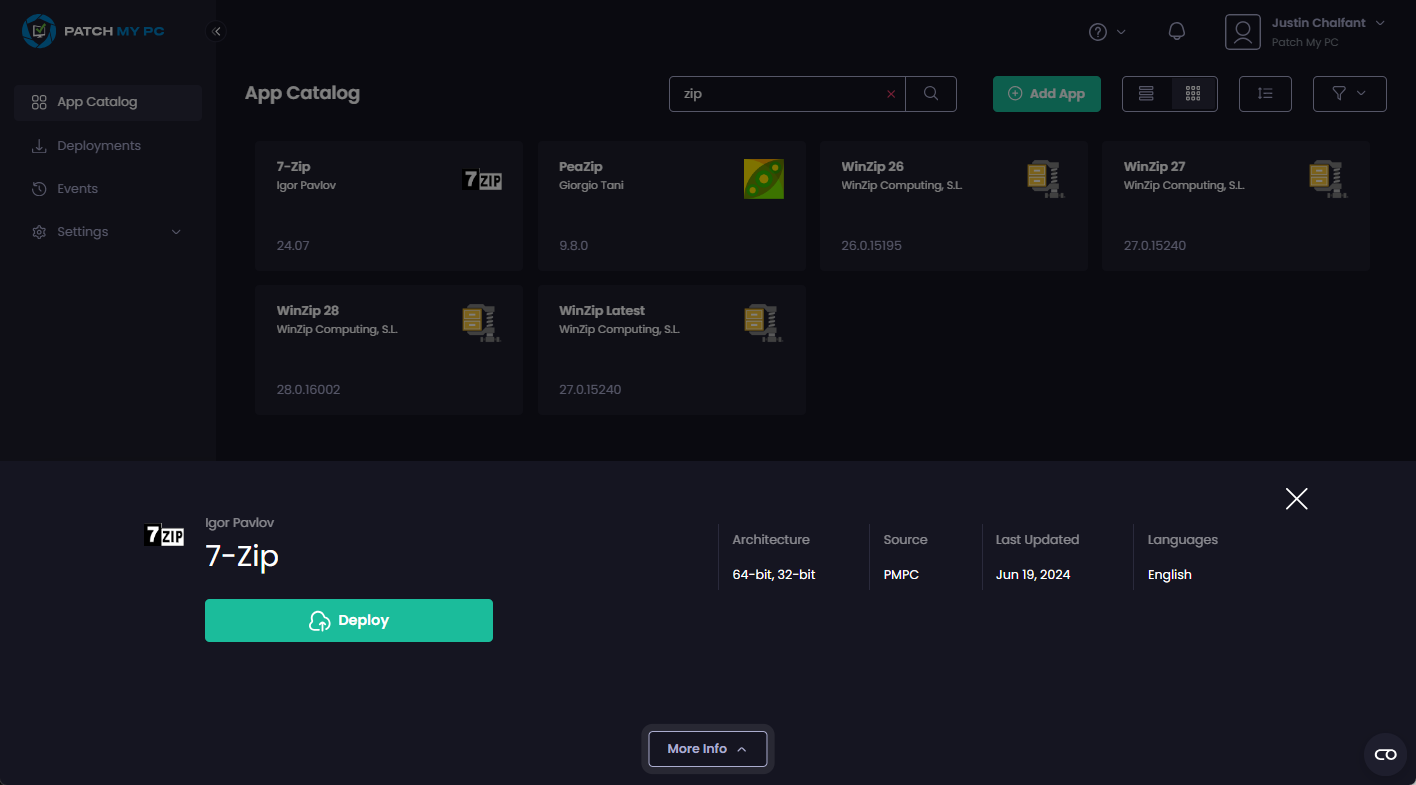 PATCH MY PC
Justin Chalfant
Patch My PC
App Catalog
Deployments
Events
Settings
App Catalog
zip
Add App
7-Zip
Igor Pavlov
7ZIP
24.07
PeaZip
Giorgio Tani
9.8.0
WinZip 26
WinZip Computing, S.L.
26.0.15195
WinZip 27
WinZip Computing, S.L.
27.0.15240
WinZip 28
WinZip Computing, S.L.
28.0.16002
WinZip Latest
WinZip Computing, S.L.
27.0.15240
7ZIP
Igor Pavlov
7-Zip
Deploy
Architecture
64-bit, 32-bit
Source
PMPC
Last Updated
Jun 19, 2024
Languages
English
More Info